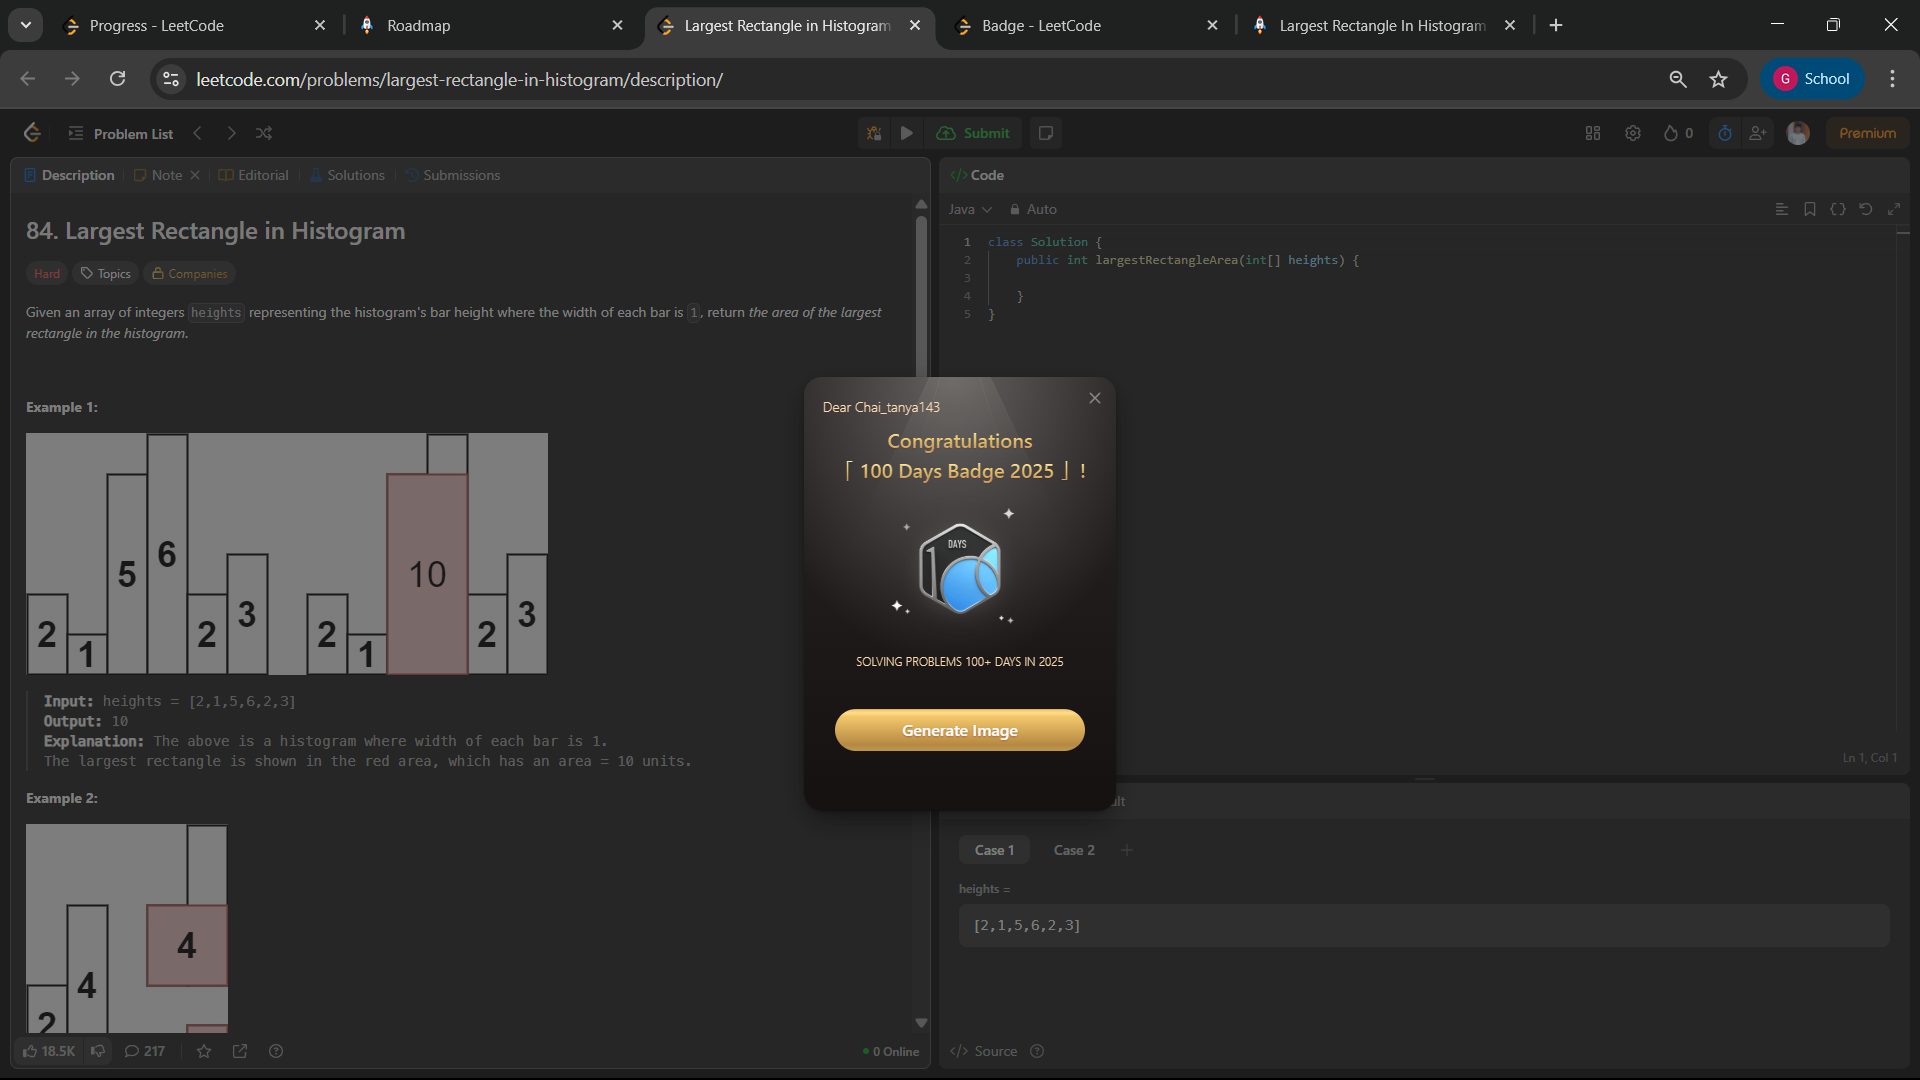 Progress - LeetCode
Roadmap
Largest Rectangle in Histogram
Badge - LeetCode
Largest Rectangle In Histogram
leetcode.com/problems/largest-rectangle-in-histogram/description/
G School
Problem List
Submit
0
Premium
Description
Note
Editorial
Solutions
Submissions
84. Largest Rectangle in Histogram
Hard
Topics
Companies
Given an array of integers heights representing the histogram's bar height where the width of each bar is 1, return the area of the largest
rectangle in the histogram.
Example 1:
2 1 5 6 2 3 2 1 10 2 3
Input: heights = [2,1,5,6,2,3]
Output: 10
Explanation: The above is a histogram where width of each bar is 1.
The largest rectangle is shown in the red area, which has an area = 10 units.
Example 2:
2 4 4
18.5K
217
0 Online
</> Code
Java
Auto
1 class Solution {
2 public int largestRectangleArea(int[] heights) {
3
4 }
5 }
Ln 1, Col 1
Dear Chai_tanya143
Congratulations
「 100 Days Badge 2025 」 !
DAYS
100
SOLVING PROBLEMS 100+ DAYS IN 2025
Generate Image
Case 1
Case 2
heights =
[2,1,5,6,2,3]
</> Source